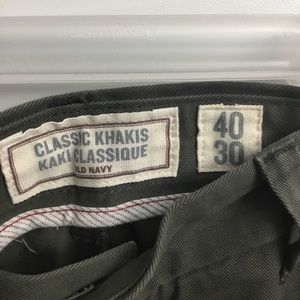 CLASSIC KHAKIS
KAKI CLASSIQUE
OLD NAVY
40
30